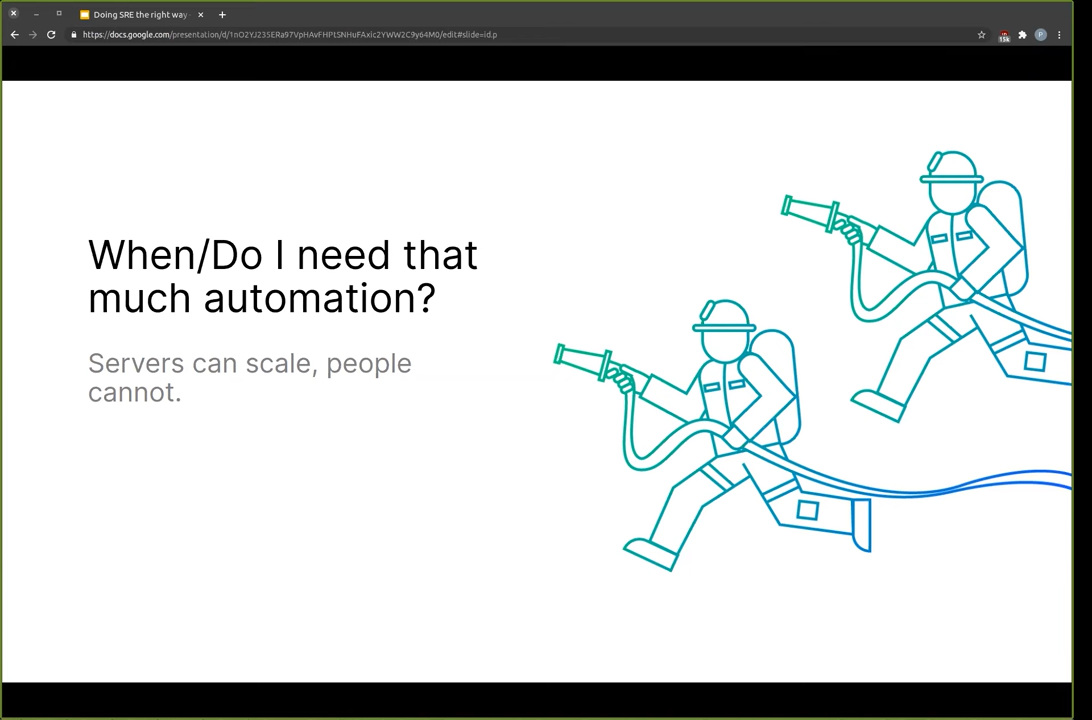 Doing SRE the right way
https://docs.google.com/presentation/d/1nO2YJ235ERa97VpHAvFHPtSNHuFAxic2YWW2C9y64M0/edit#slide=id.p
15k
P
When/Do I need that
much automation?
Servers can scale, people
cannot.